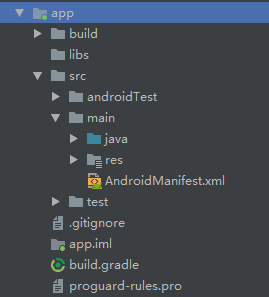 app
build
libs
src
androidTest
main
java
res
AndroidManifest.xml
test
.gitignore
app.iml
build.gradle
proguard-rules.pro